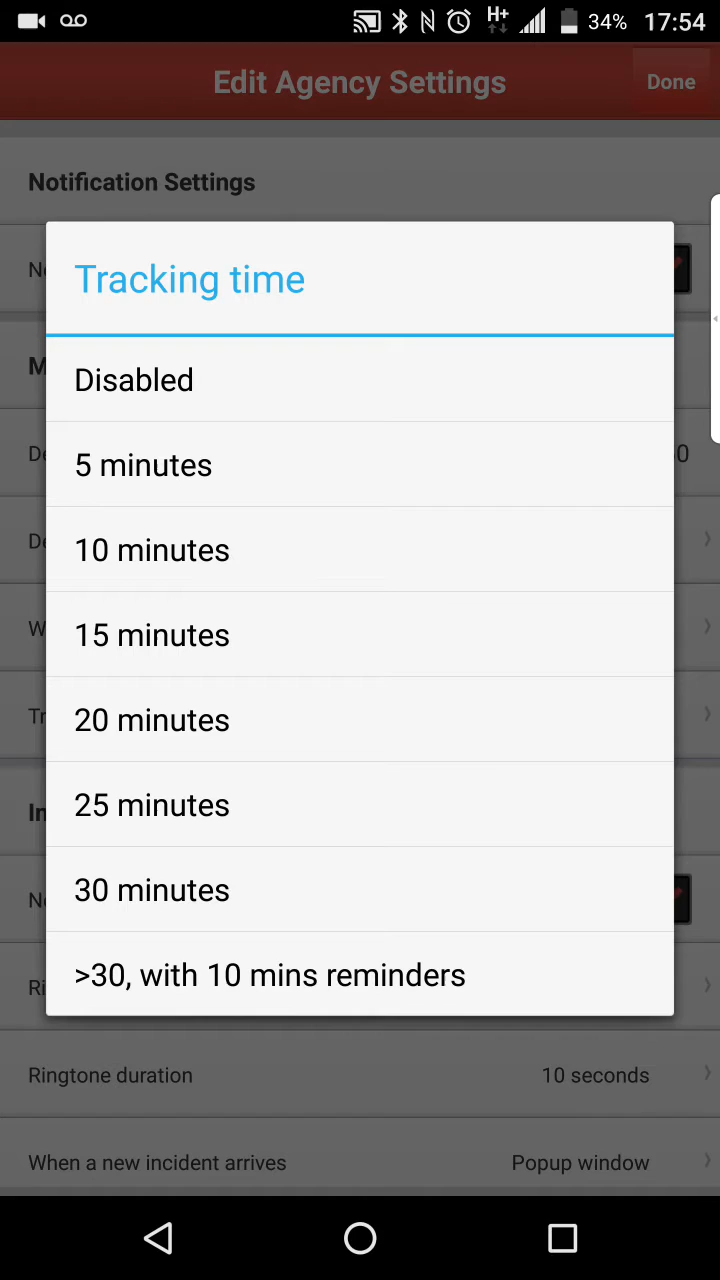 H+ 34% 17:54
Edit Agency Settings Done
Notification Settings
Tracking time
Disabled
5 minutes
10 minutes
15 minutes
20 minutes
25 minutes
30 minutes
>30, with 10 mins reminders
Ringtone duration 10 seconds
When a new incident arrives Popup window